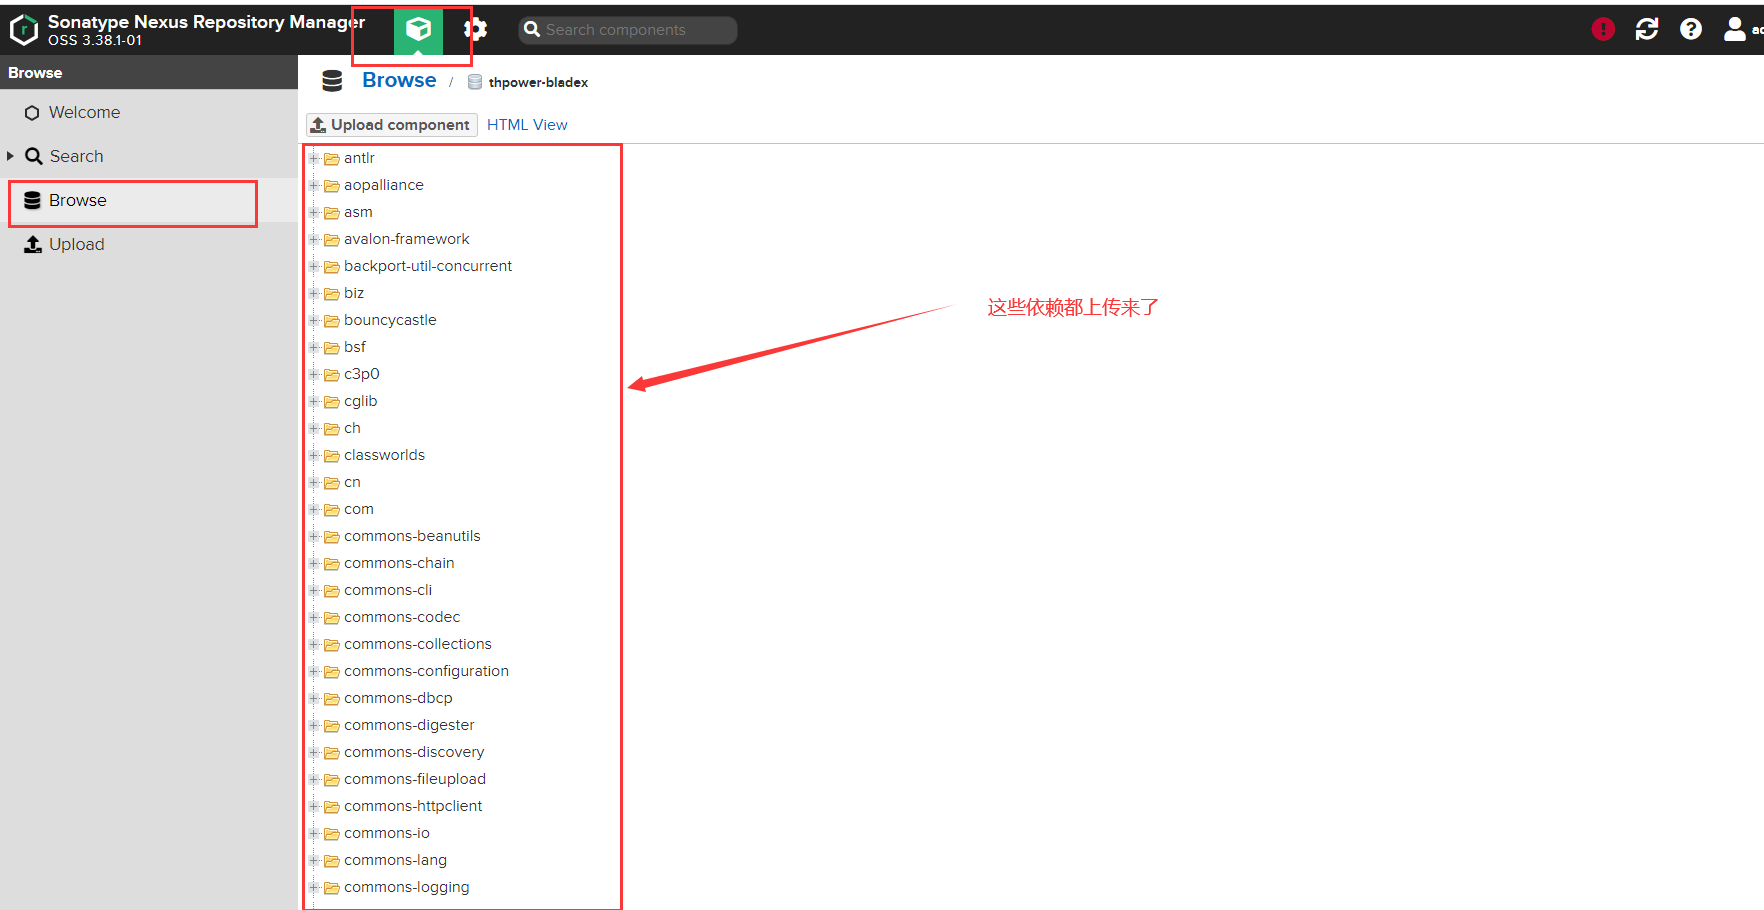 Sonatype Nexus Repository Manager
OSS 3.38.1-01
Search components
Browse
Welcome
Search
Browse
Upload
Browse / thpower-bladex
Upload component HTML View
antlr
aopalliance
asm
avalon-framework
backport-util-concurrent
biz
bouncycastle
bsf
c3p0
cglib
ch
classworlds
cn
com
commons-beanutils
commons-chain
commons-cli
commons-codec
commons-collections
commons-configuration
commons-dbcp
commons-digester
commons-discovery
commons-fileupload
commons-httpclient
commons-io
commons-lang
commons-logging
这些依赖都上传来了